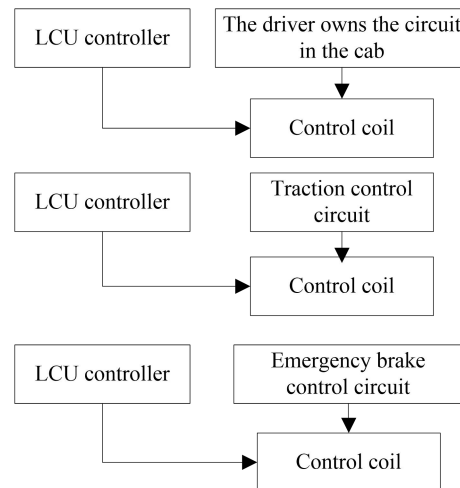 LCU controller
The driver owns the circuit
in the cab
Control coil
LCU controller
Traction control
circuit
Control coil
LCU controller
Emergency brake
control circuit
Control coil